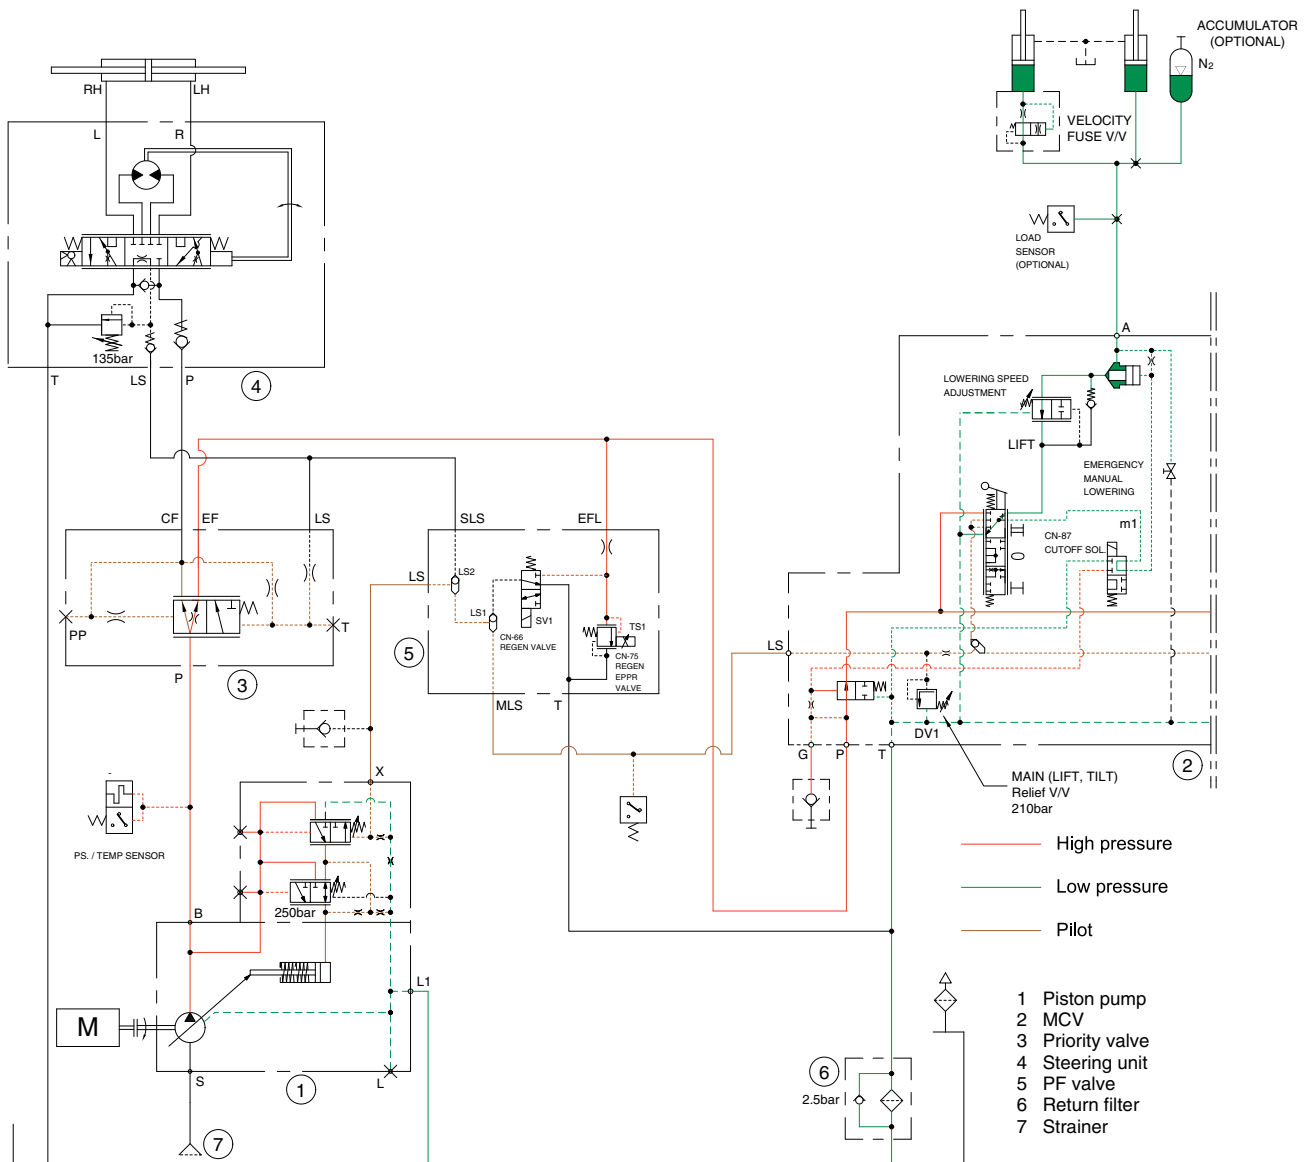 ACCUMULATOR
(OPTIONAL)
N2
RH
LH
L
R
VELOCITY
FUSE V/V
LOAD
SENSOR
(OPTIONAL)
A
135bar
T
LS
P
4
LOWERING SPEED
ADJUSTMENT
LIFT
EMERGENCY
MANUAL
LOWERING
m1
CN-87
CUTOFF SOL.
CF
EF
LS
SLS
EFL
LS
LS2
LS1
SV1
TS1
CN-66
REGEN VALVE
CN-75
REGEN
EPPR
VALVE
PP
T
5
LS
P
3
MLS
T
DV1
G
P
T
2
X
MAIN (LIFT, TILT)
Relief V/V
210bar
PS. / TEMP SENSOR
High pressure
Low pressure
250bar
B
Pilot
L1
M
1 Piston pump
2 MCV
3 Priority valve
4 Steering unit
5 PF valve
6 Return filter
7 Strainer
S
1
L
6
2.5bar
7